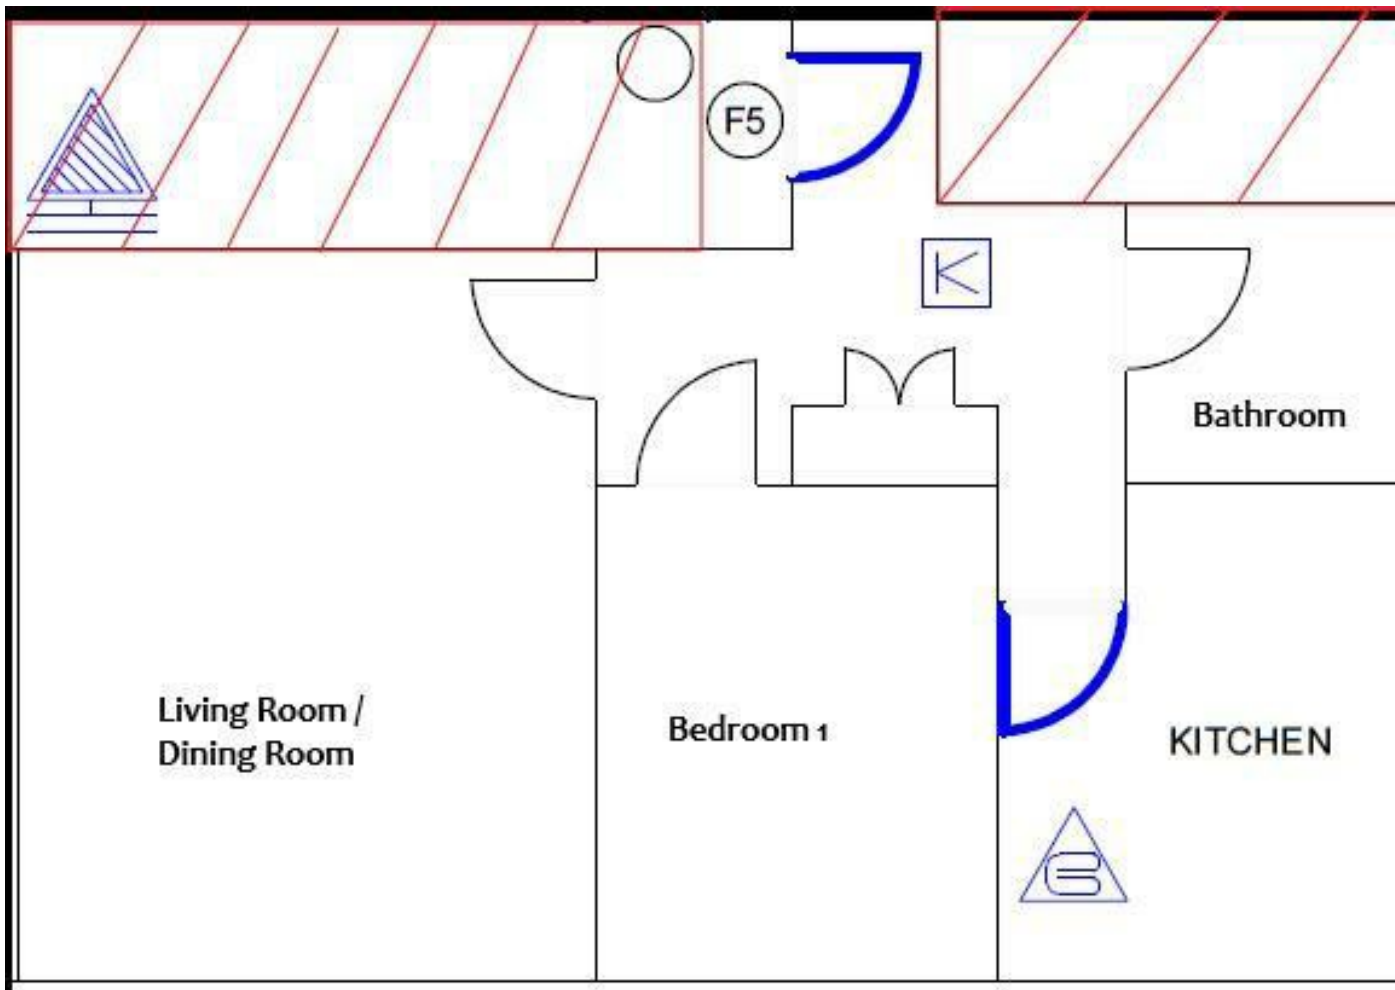 F5
K
Bathroom
Living Room /
Dining Room
Bedroom 1
KITCHEN